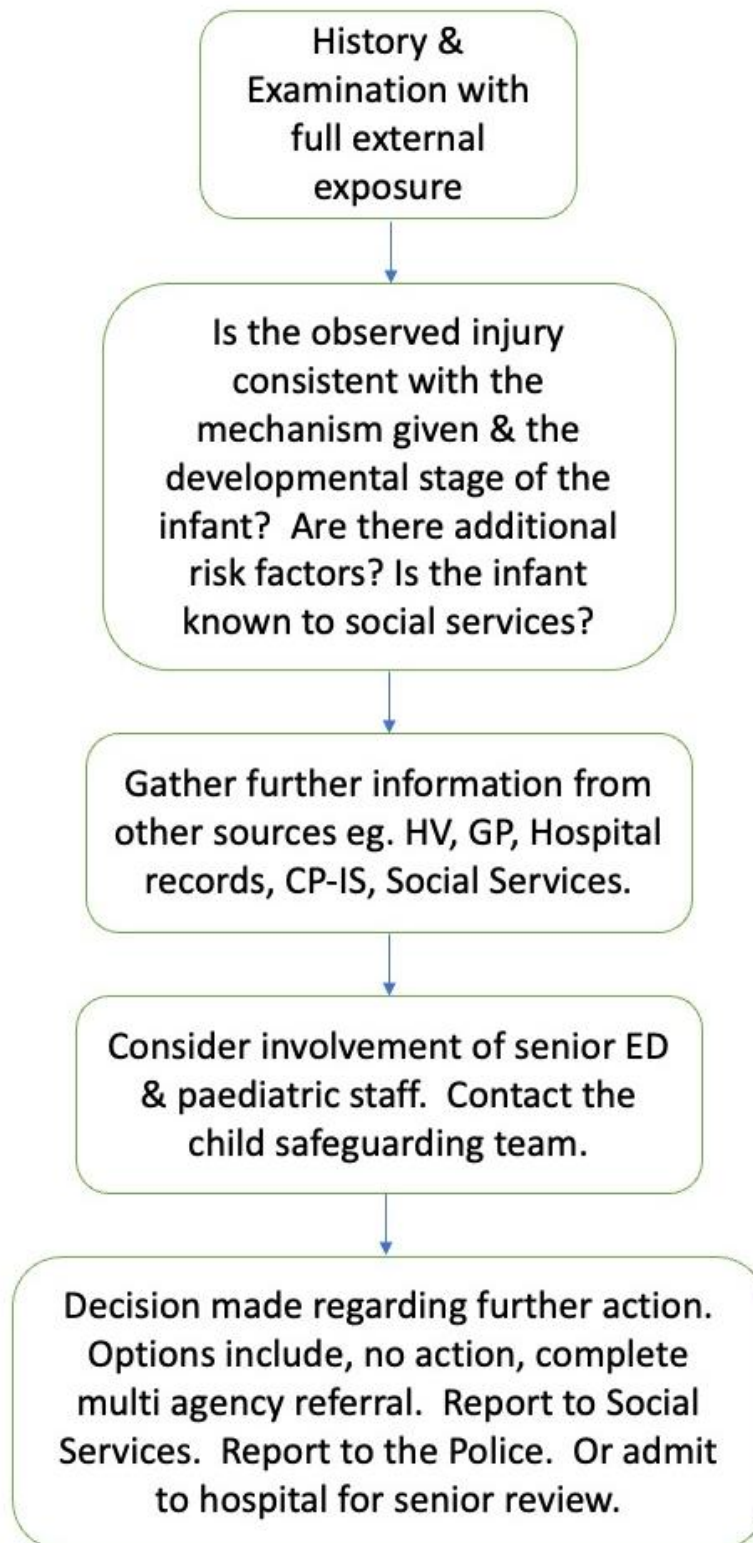 History &
Examination with
full external
exposure
Is the observed injury
consistent with the
mechanism given & the
developmental stage of the
infant?  Are there additional
risk factors? Is the infant
known to social services?
Gather further information from
other sources eg. HV, GP, Hospital
records, CP-IS, Social Services.
Consider involvement of senior ED
& paediatric staff.  Contact the
child safeguarding team.
Decision made regarding further action.
Options include, no action, complete
multi agency referral.  Report to Social
Services.  Report to the Police.  Or admit
to hospital for senior review.